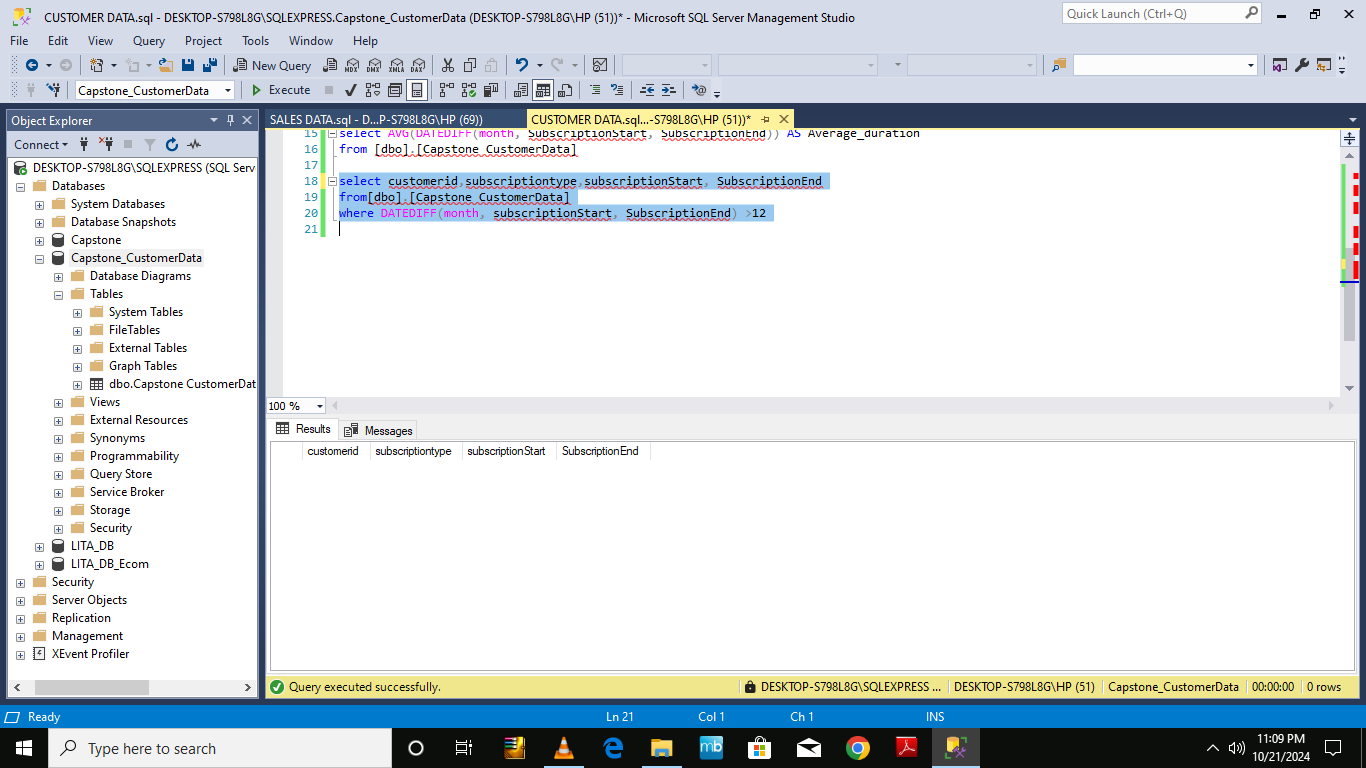 CUSTOMER DATA.sql - DESKTOP-S798L8G\SQLEXPRESS.Capstone_CustomerData (DESKTOP-S798L8G\HP (51))* - Microsoft SQL Server Management Studio
Quick Launch (Ctrl+Q)
File Edit View Query Project Tools Window Help
New Query MDX DMX XMLA DAX
Capstone_CustomerData Execute
Object Explorer
SALES DATA.sql - D...P-S798L8G\HP (69))
CUSTOMER DATA.sql...-S798L8G\HP (51))*
Connect
DESKTOP-S798L8G\SQLEXPRESS (SQL Serv
Databases
System Databases
Database Snapshots
Capstone
Capstone_CustomerData
Database Diagrams
Tables
System Tables
FileTables
External Tables
Graph Tables
dbo.Capstone CustomerDat
Views
External Resources
Synonyms
Programmability
Query Store
Service Broker
Storage
Security
LITA_DB
LITA_DB_Ecom
Security
Server Objects
Replication
Management
XEvent Profiler
15 select AVG(DATEDIFF(month, SubscriptionStart, SubscriptionEnd)) AS Average_duration
16 from [dbo].[Capstone CustomerData]
17
18 select customerid,subscriptiontype,subscriptionStart, SubscriptionEnd
19 from[dbo].[Capstone CustomerData]
20 where DATEDIFF(month, subscriptionStart, SubscriptionEnd) >12
21
100 %
Results Messages
customerid subscriptiontype subscriptionStart SubscriptionEnd
Query executed successfully.
DESKTOP-S798L8G\SQLEXPRESS ... DESKTOP-S798L8G\HP (51) Capstone_CustomerData 00:00:00 0 rows
Ready Ln 21 Col 1 Ch 1 INS
Type here to search
mb
11:09 PM
10/21/2024